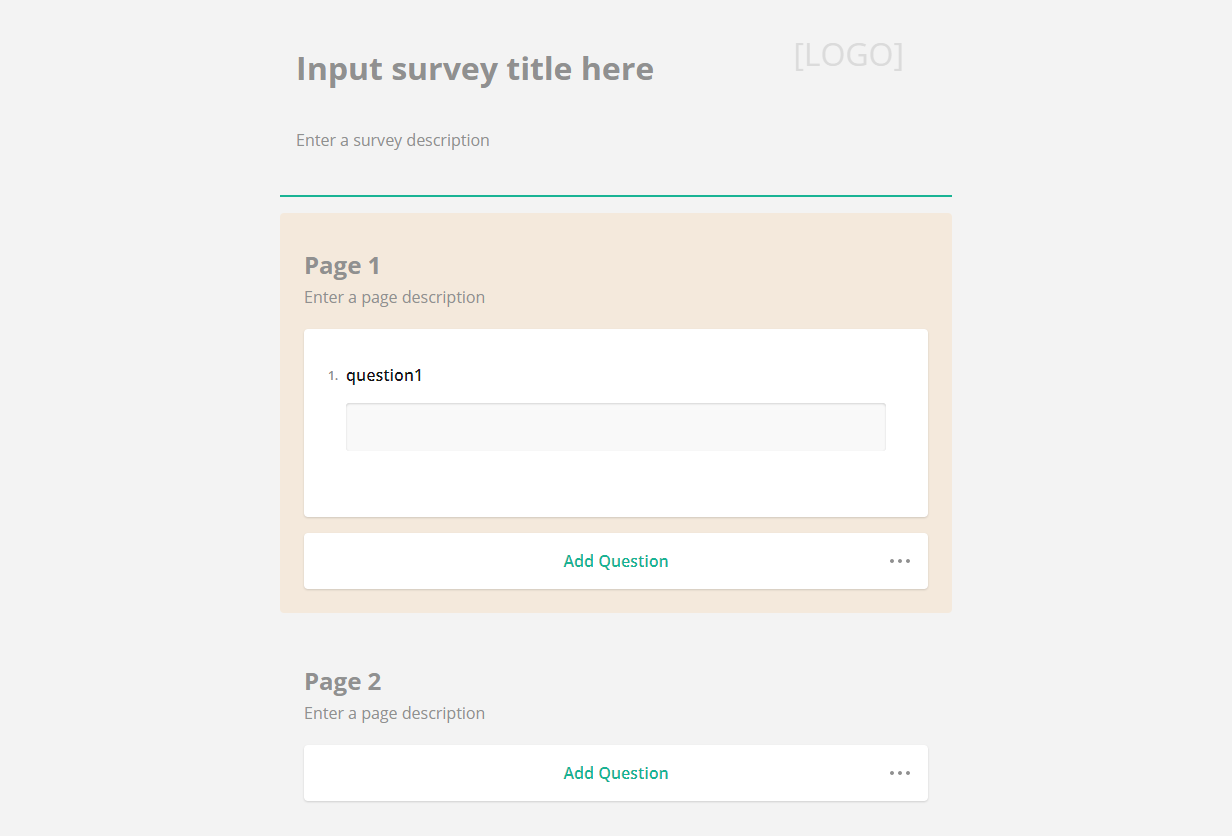 Input survey title here
[LOGO]
Enter a survey description
Page 1
Enter a page description
1. question1
Add Question
Page 2
Enter a page description
Add Question